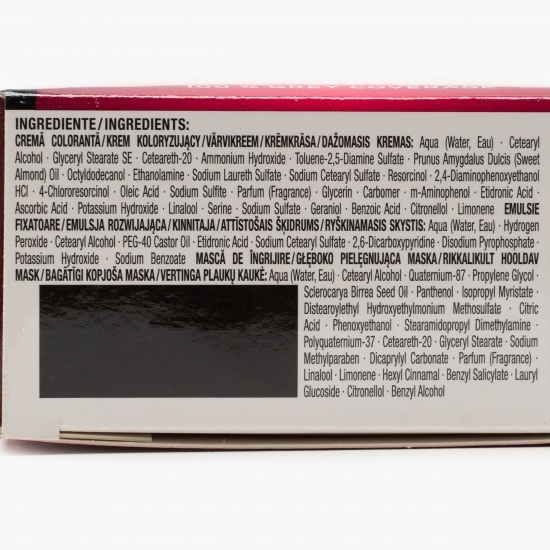 100 % GREY COVERAGE
INGREDIENTE/INGREDIENTS:
CREMĂ COLORANTĂ/KREM KOLORYZUJĄCY/VÄRVIKREEM/KRĒMKRĀSA/DAŽOMASIS KREMAS: Aqua (Water, Eau) · Cetearyl
Alcohol · Glyceryl Stearate SE · Ceteareth-20 · Ammonium Hydroxide · Toluene-2,5-Diamine Sulfate · Prunus Amygdalus Dulcis (Sweet
Almond) Oil · Octyldodecanol · Ethanolamine · Sodium Laureth Sulfate · Sodium Cetearyl Sulfate · Resorcinol · 2,4-Diaminophenoxyethanol
HCl · 4-Chlororesorcinol · Oleic Acid · Sodium Sulfite · Parfum (Fragrance) · Glycerin · Carbomer · m-Aminophenol · Etidronic Acid ·
Ascorbic Acid · Potassium Hydroxide · Linalool · Serine · Sodium Sulfate · Geraniol · Benzoic Acid · Citronellol · Limonene EMULSIE
FIXATOARE/EMULSJA ROZWIJAJĄCA/KINNITAJA/ATTĪSTOŠAIS ŠĶIDRUMS/RYŠKINAMASIS SKYSTIS: Aqua (Water, Eau) · Hydrogen
Peroxide · Cetearyl Alcohol · PEG-40 Castor Oil · Etidronic Acid · Sodium Cetearyl Sulfate · 2,6-Dicarboxypyridine · Disodium Pyrophosphate ·
Potassium Hydroxide · Sodium Benzoate MASCĂ DE ÎNGRIJIRE/GŁĘBOKO PIELĘGNUJĄCA MASKA/RIKKALIKULT HOOLDAV
MASK/BAGĀTĪGI KOPJOŠA MASKA/VERTINGA PLAUKŲ KAUKĖ: Aqua (Water, Eau) · Cetearyl Alcohol · Quaternium-87 · Propylene Glycol ·
Sclerocarya Birrea Seed Oil · Panthenol · Isopropyl Myristate ·
Distearoylethyl Hydroxyethylmonium Methosulfate · Citric
Acid · Phenoxyethanol · Stearamidopropyl Dimethylamine ·
Polyquaternium-37 · Ceteareth-20 · Glyceryl Stearate · Sodium
Methylparaben · Dicaprylyl Carbonate · Parfum (Fragrance) ·
Linalool · Limonene · Hexyl Cinnamal · Benzyl Salicylate · Lauryl
Glucoside · Citronellol · Benzyl Alcohol